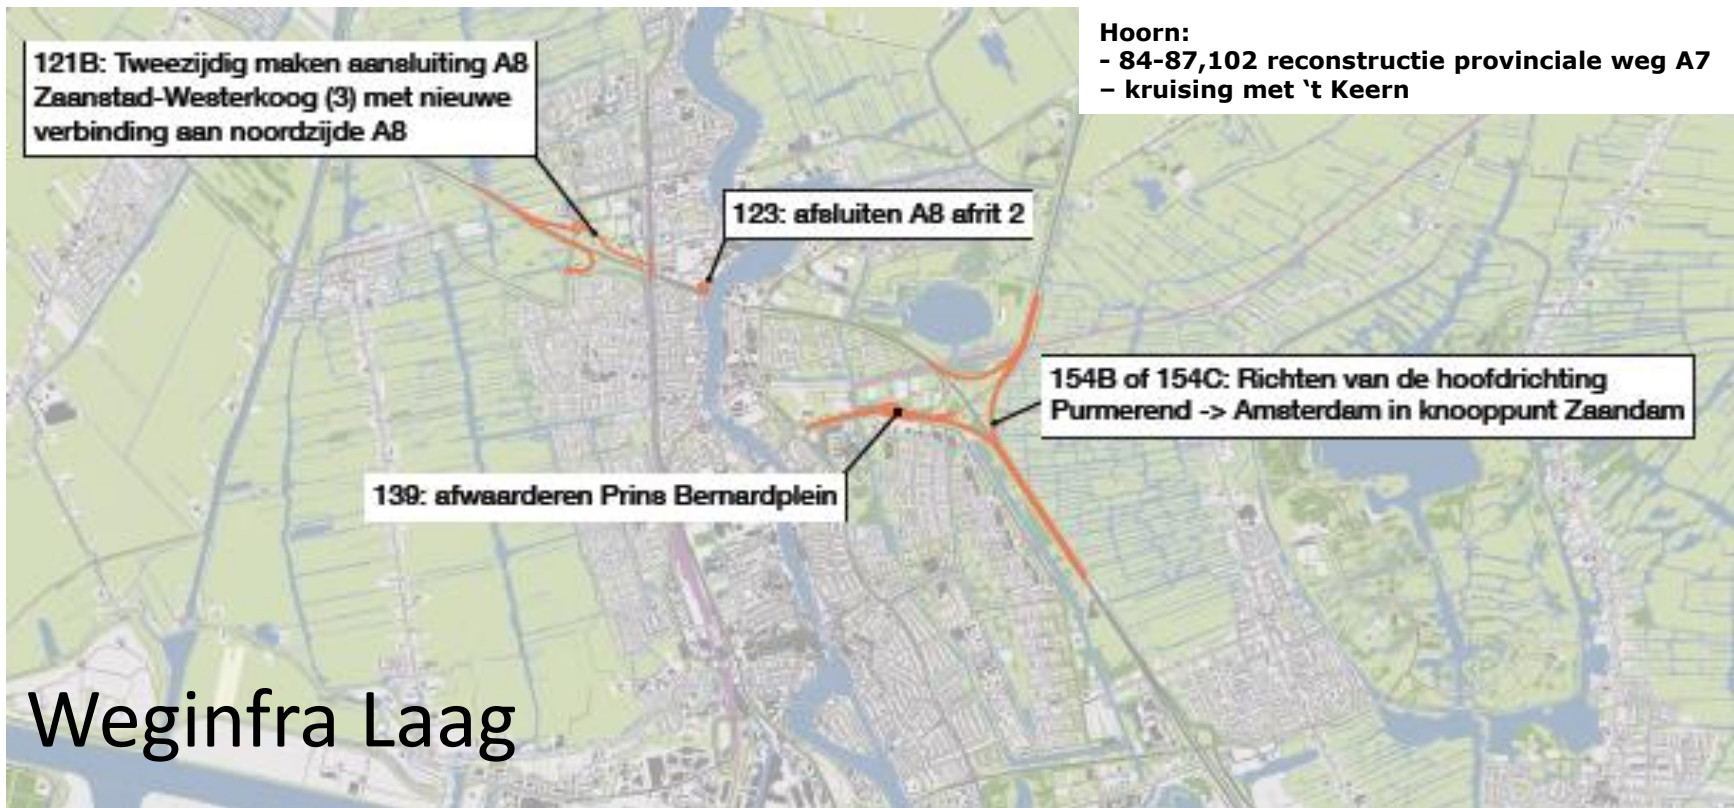 Hoorn:
- 84-87,102 reconstructie provinciale weg A7
– kruising met ‘t Keern
121B: Tweezijdig maken aansluiting A8
Zaanstad-Westerkoog (3) met nieuwe
verbinding aan noordzijde A8
123: afsluiten A8 afrit 2
154B of 154C: Richten van de hoofdrichting
Purmerend -> Amsterdam in knooppunt Zaandam
139: afwaarderen Prins Bernardplein
Weginfra Laag